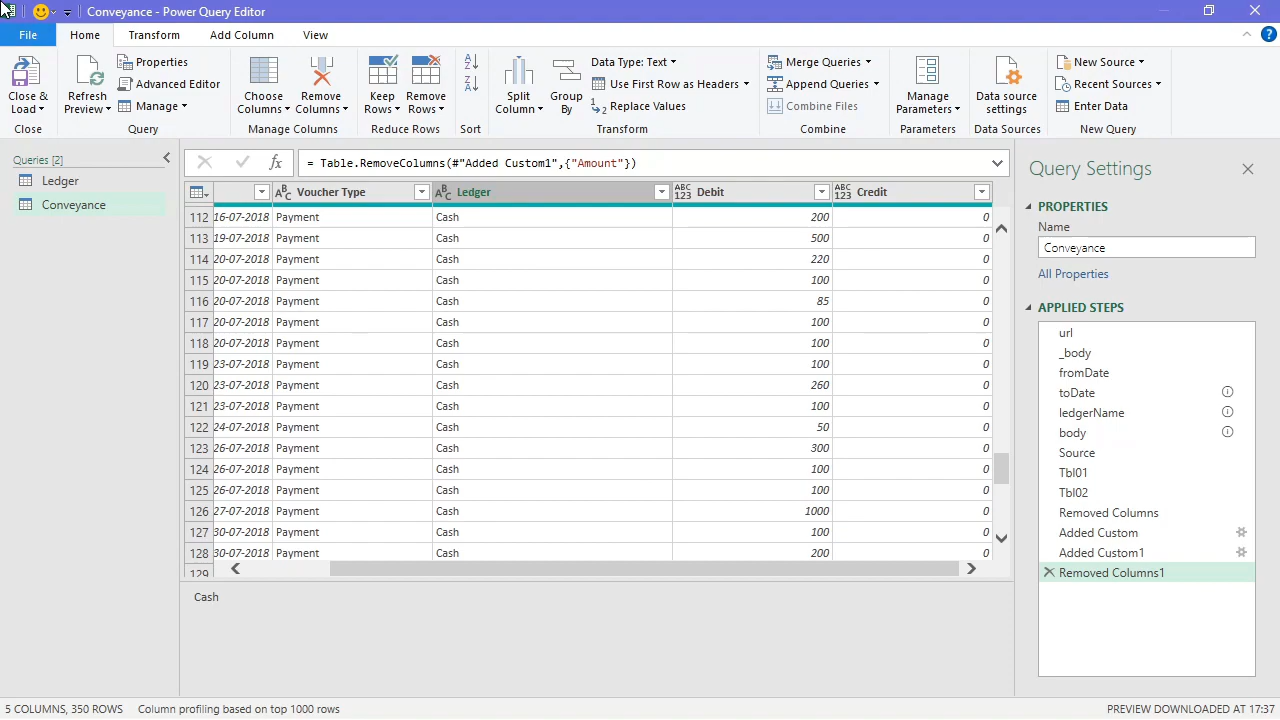 Conveyance - Power Query Editor
File Home Transform Add Column View
Close & Load
Close
Refresh Preview
Properties
Advanced Editor
Manage
Query
Choose Columns
Remove Columns
Manage Columns
Keep Rows
Remove Rows
Reduce Rows
Sort
Split Column
Group By
Data Type: Text
Use First Row as Headers
Replace Values
Transform
Merge Queries
Append Queries
Combine Files
Combine
Manage Parameters
Parameters
Data source settings
Data Sources
New Source
Recent Sources
Enter Data
New Query
Queries [2]
Ledger
Conveyance
fx = Table.RemoveColumns(#"Added Custom1",{"Amount"})
ABC Voucher Type ABC Ledger ABC 123 Debit ABC 123 Credit
112 16-07-2018 Payment Cash 200 0
113 19-07-2018 Payment Cash 500 0
114 20-07-2018 Payment Cash 220 0
115 20-07-2018 Payment Cash 100 0
116 20-07-2018 Payment Cash 85 0
117 20-07-2018 Payment Cash 100 0
118 20-07-2018 Payment Cash 100 0
119 23-07-2018 Payment Cash 100 0
120 23-07-2018 Payment Cash 260 0
121 23-07-2018 Payment Cash 100 0
122 24-07-2018 Payment Cash 50 0
123 26-07-2018 Payment Cash 300 0
124 26-07-2018 Payment Cash 100 0
125 26-07-2018 Payment Cash 100 0
126 27-07-2018 Payment Cash 1000 0
127 30-07-2018 Payment Cash 100 0
128 30-07-2018 Payment Cash 200 0
129
Cash
Query Settings
PROPERTIES
Name
Conveyance
All Properties
APPLIED STEPS
url
_body
fromDate
toDate
ledgerName
body
Source
Tbl01
Tbl02
Removed Columns
Added Custom
Added Custom1
Removed Columns1
5 COLUMNS, 350 ROWS Column profiling based on top 1000 rows
PREVIEW DOWNLOADED AT 17:37